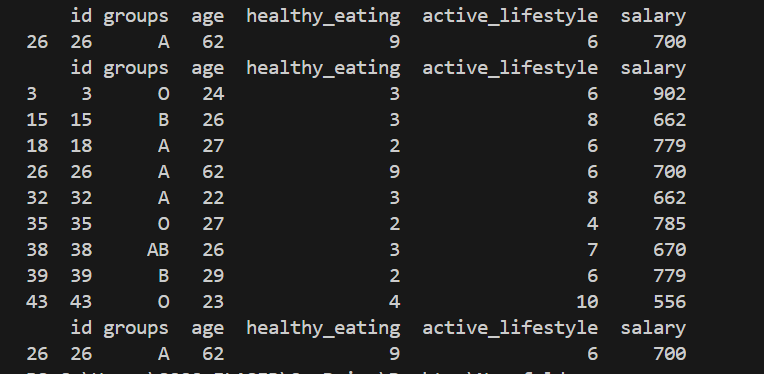 id groups age healthy_eating active_lifestyle salary
26 26 A 62 9 6 700
id groups age healthy_eating active_lifestyle salary
3 3 O 24 3 6 902
15 15 B 26 3 8 662
18 18 A 27 2 6 779
26 26 A 62 9 6 700
32 32 A 22 3 8 662
35 35 O 27 2 4 785
38 38 AB 26 3 7 670
39 39 B 29 2 6 779
43 43 O 23 4 10 556
id groups age healthy_eating active_lifestyle salary
26 26 A 62 9 6 700